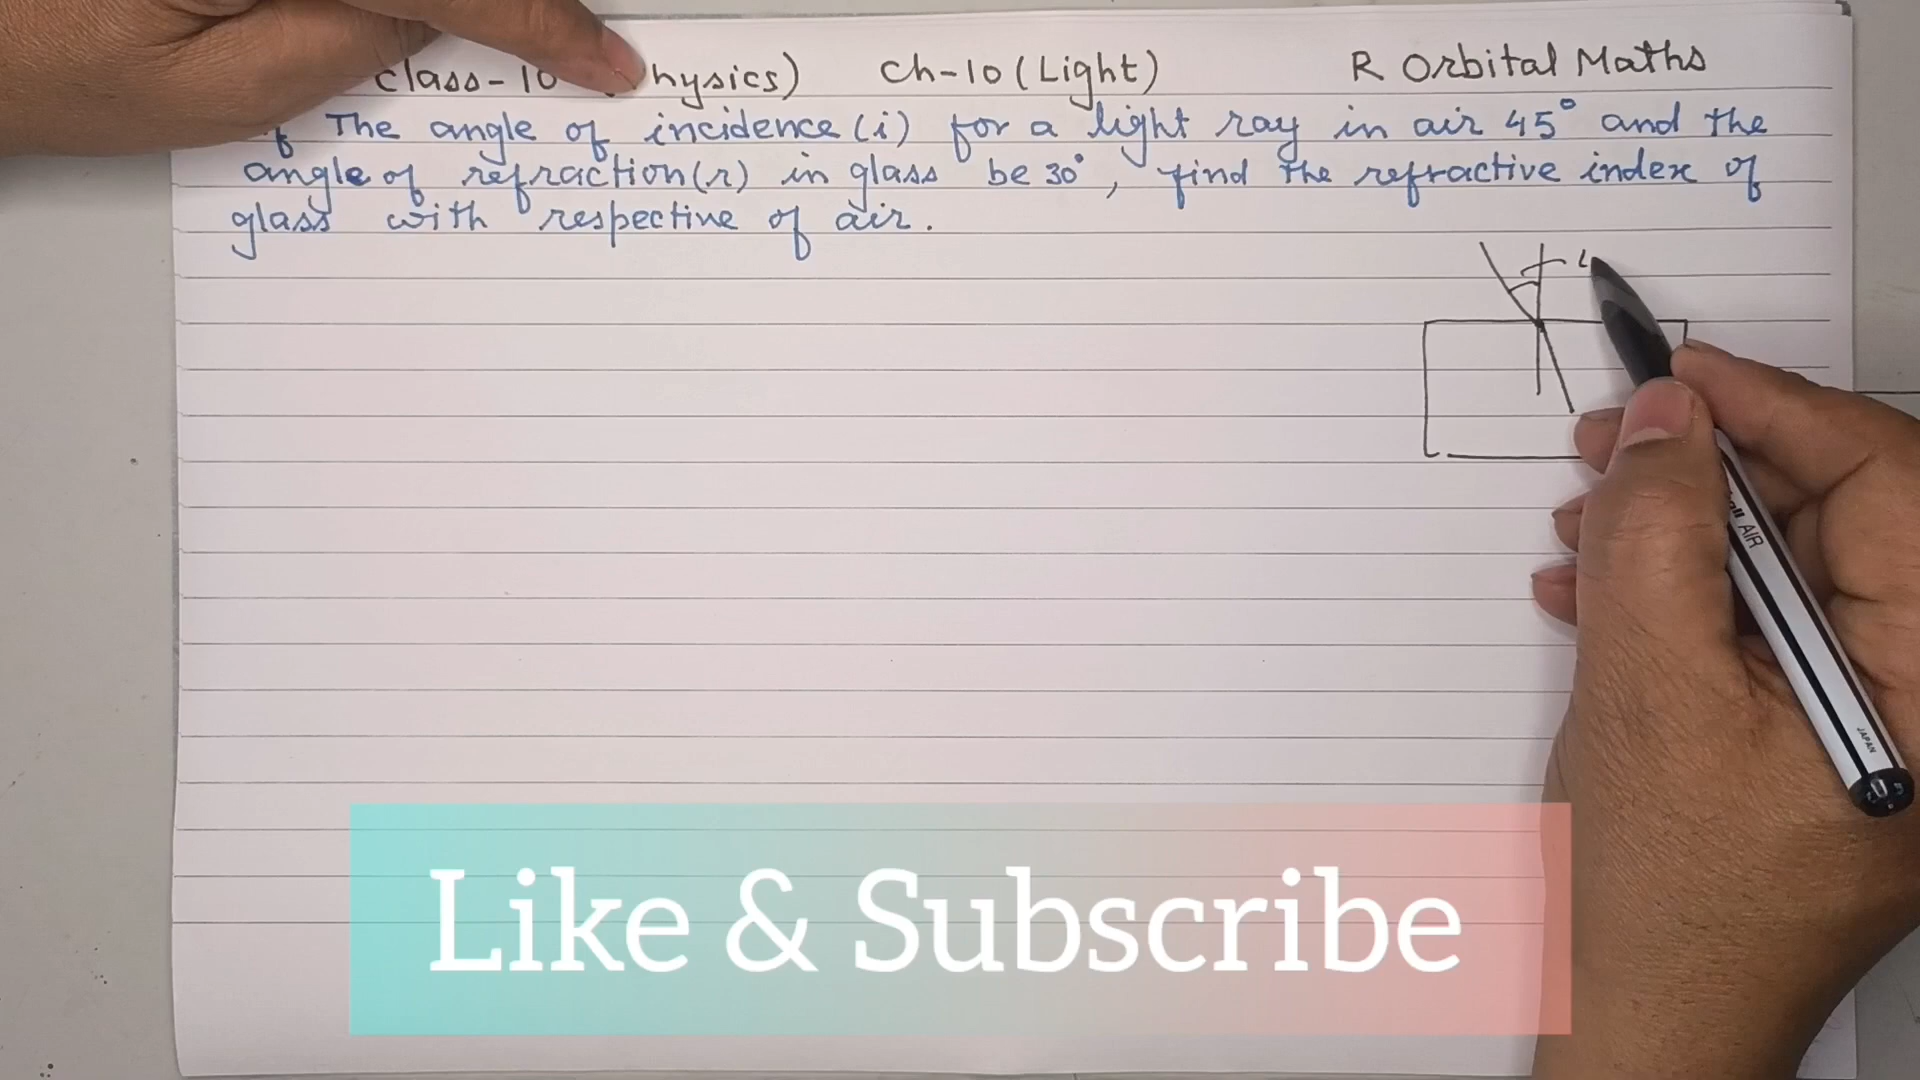 class-10 hysics) Ch-10 (Light) R Orbital Maths
The angle of incidence (i) for a light ray in air 45° and the
angle of refraction(r) in glass be 30°, find the refractive index of
glass with respective of air.
AIR
JAPAN
Like & Subscribe